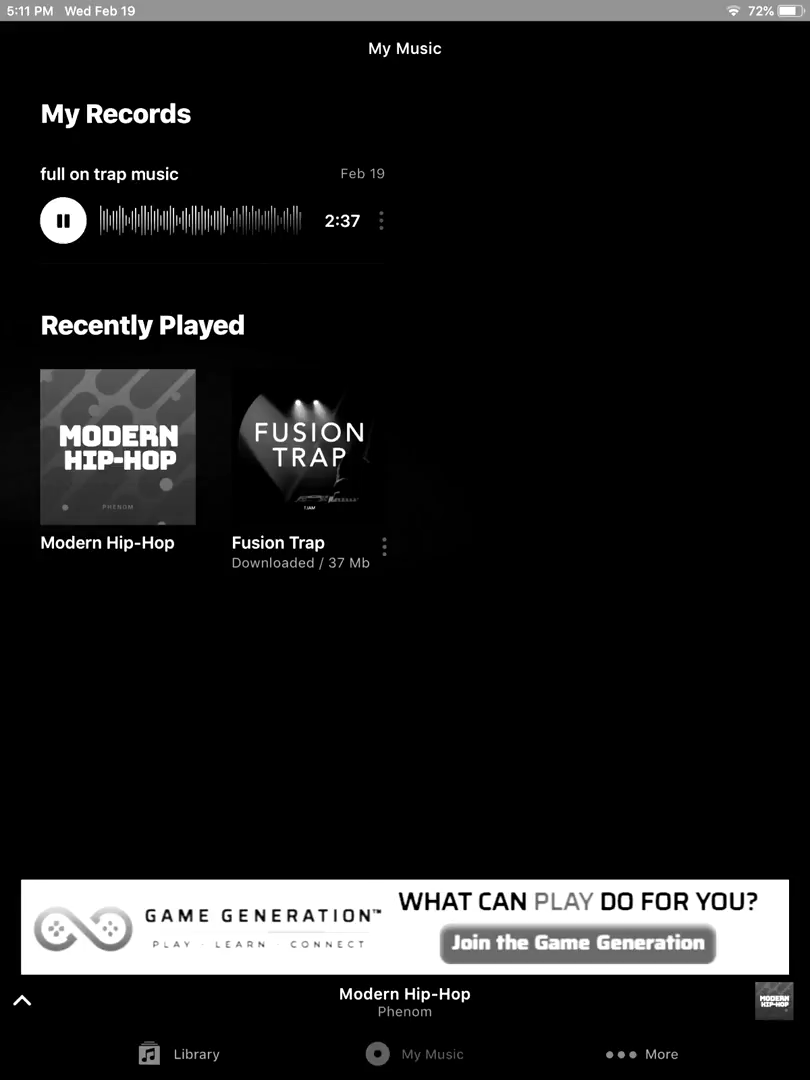 5:11 PM Wed Feb 19 72%
My Music
My Records
full on trap music Feb 19
2:37
Recently Played
MODERN
HIP-HOP
PHENOM
FUSION
TRAP
Modern Hip-Hop
Fusion Trap
Downloaded / 37 Mb
GAME GENERATION™
PLAY · LEARN · CONNECT
WHAT CAN PLAY DO FOR YOU?
Join the Game Generation
Modern Hip-Hop
Phenom
MODERN
HIP-HOP
Library My Music More